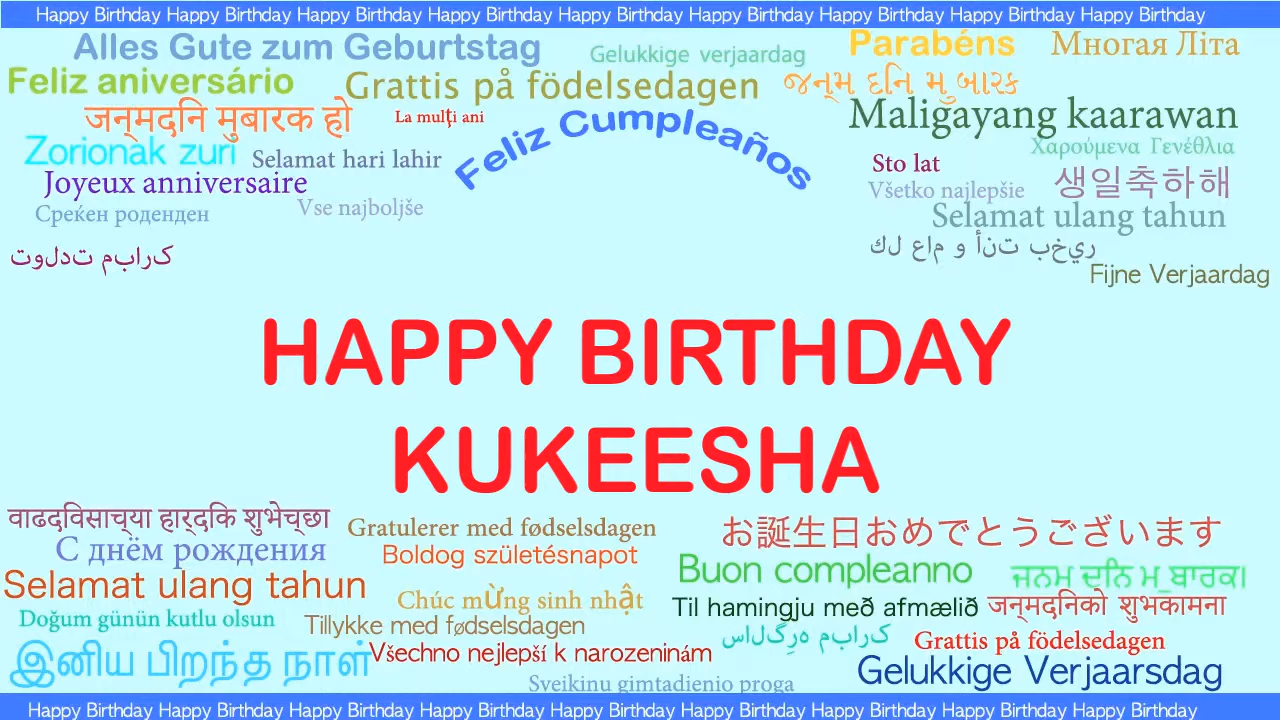 Happy Birthday Happy Birthday Happy Birthday Happy Birthday Happy Birthday Happy Birthday Happy Birthday Happy Birthday Happy Birthday
Alles Gute zum Geburtstag
Gelukkige verjaardag
Parabéns
Многая Літа
Feliz aniversário
Grattis på födelsedagen
જન્મ દિન મુબારક
जन्मदिन मुबारक हो
La mulţi ani
Feliz Cumpleaños
Maligayang kaarawan
Zorionak zuri
Selamat hari lahir
Χαρούμενα Γενέθλια
Sto lat
Joyeux anniversaire
Všetko najlepšie
생일축하해
Среќен роденден
Vse najboljše
Selamat ulang tahun
تولدت مبارک
كل عام و أنت بخير
Fijne Verjaardag
HAPPY BIRTHDAY
KUKEESHA
वाढदिवसाच्या हार्दिक शुभेच्छा
Gratulerer med fødselsdagen
お誕生日おめでとうございます
С днём рождения
Boldog születésnapot
Buon compleanno
ਜਨਮ ਦਿਨ ਮੁਬਾਰਕ।
Selamat ulang tahun
Chúc mừng sinh nhật
Til hamingju með afmælið
जन्मदिनको शुभकामना
Doğum günün kutlu olsun
Tillykke med fødselsdagen
سالگرہ مبارک
Grattis på födelsedagen
இனிய பிறந்த நாள்
Všechno nejlepší k narozeninám
Gelukkige Verjaarsdag
Sveikinu gimtadienio proga
Happy Birthday Happy Birthday Happy Birthday Happy Birthday Happy Birthday Happy Birthday Happy Birthday Happy Birthday Happy Birthday